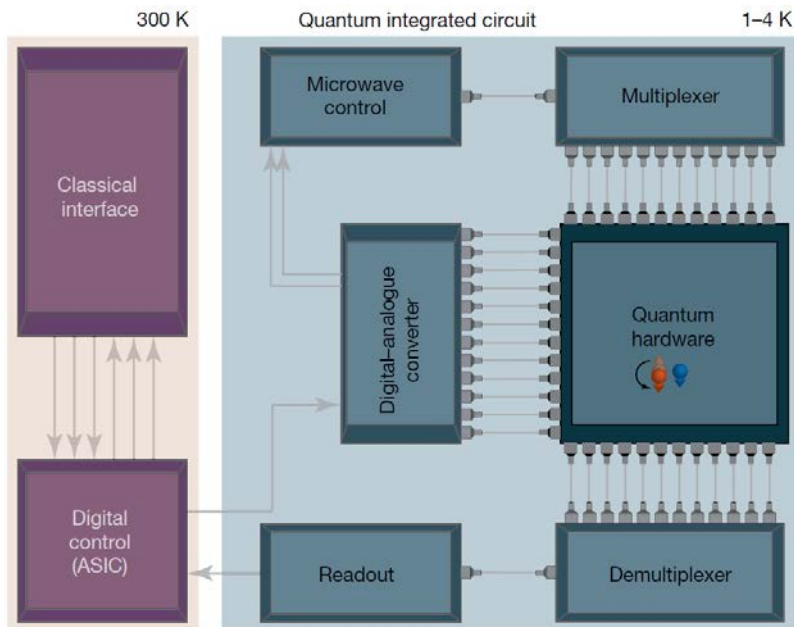 300 K
Quantum integrated circuit
1–4 K
Microwave
control
Multiplexer
Classical
interface
Digital–analogue
converter
Quantum
hardware
Digital
control
(ASIC)
Readout
Demultiplexer